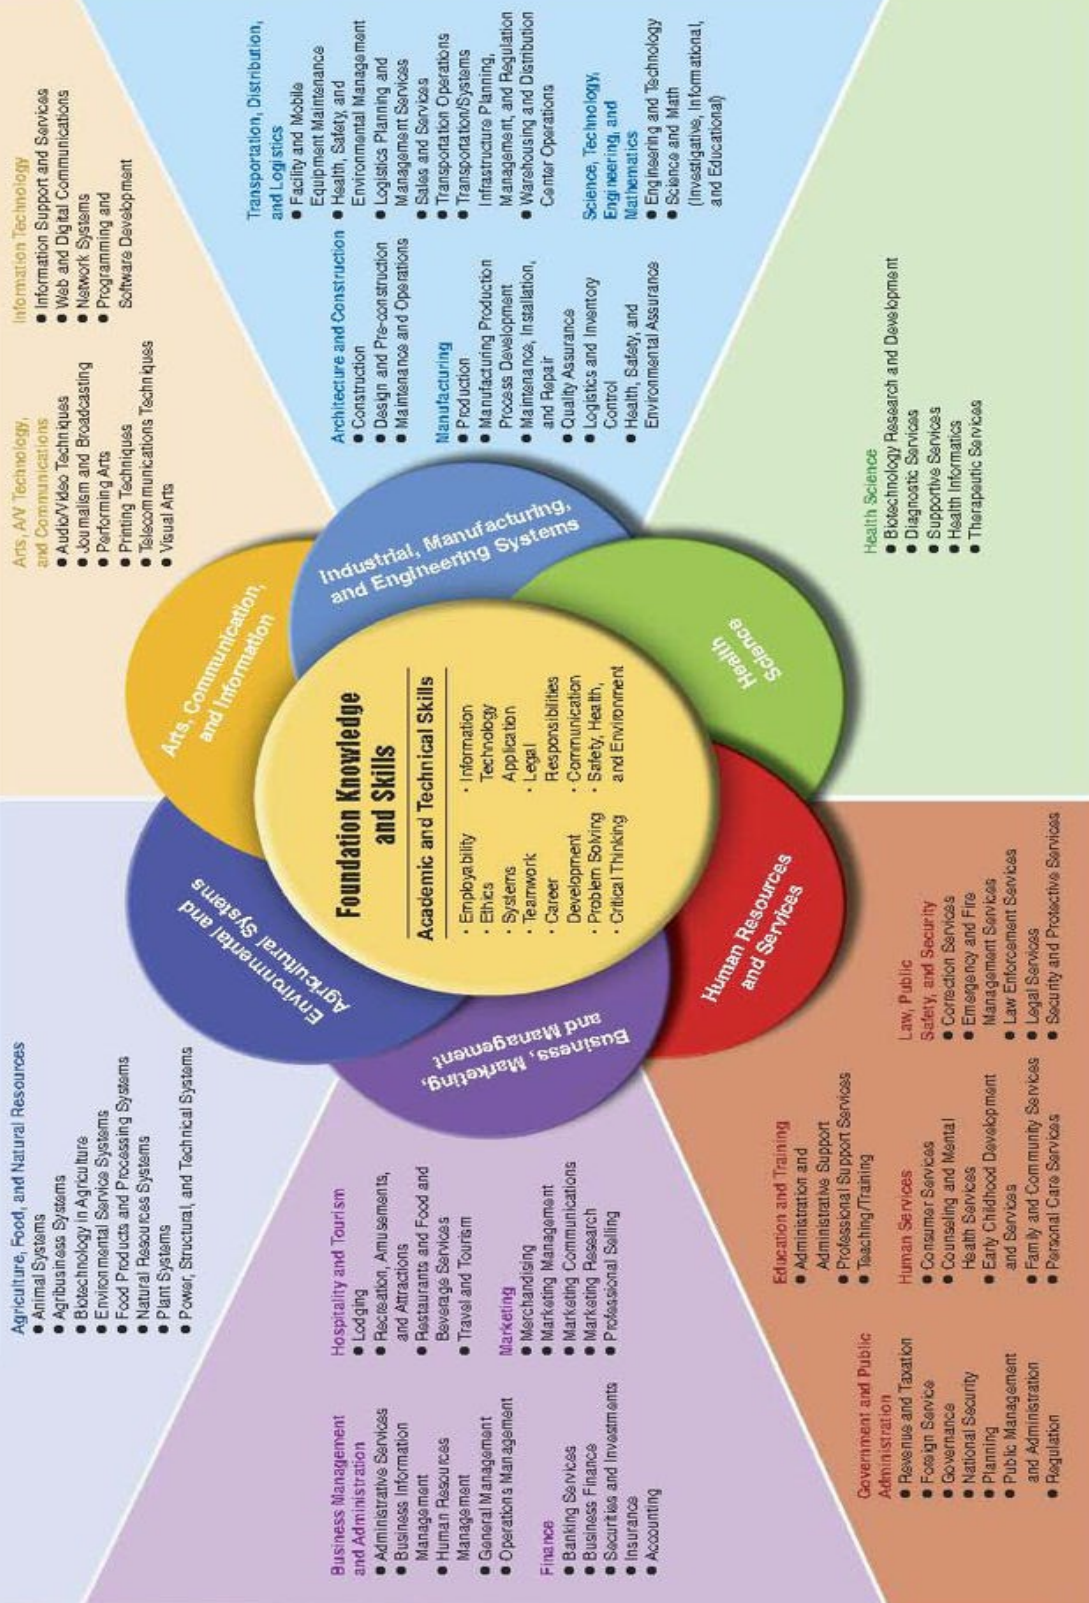 Agriculture, Food, and Natural Resources
● Animal Systems
● Agribusiness Systems
● Biotechnology in Agriculture
● Environmental Service Systems
● Food Products and Processing Systems
● Natural Resources Systems
● Plant Systems
● Power, Structural, and Technical Systems
Arts, A/V Technology,
and Communications
● Audio/Video Techniques
● Journalism and Broadcasting
● Performing Arts
● Printing Techniques
● Telecommunications Techniques
● Visual Arts
Information Technology
● Information Support and Services
● Web and Digital Communications
● Network Systems
● Programming and
Software Development
Business Management
and Administration
● Administrative Services
● Business Information
Management
● Human Resources
Management
● General Management
● Operations Management
Finance
● Banking Services
● Business Finance
● Securities and Investments
● Insurance
● Accounting
Hospitality and Tourism
● Lodging
● Recreation, Amusements,
and Attractions
● Restaurants and Food and
Beverage Services
● Travel and Tourism
Marketing
● Merchandising
● Marketing Management
● Marketing Communications
● Marketing Research
● Professional Selling
Environmental and
Agricultural Systems
Arts, Communication,
and Information
Business, Marketing,
and Management
Industrial, Manufacturing,
and Engineering Systems
Human Resources
and Services
Health
Science
Foundation Knowledge
and Skills
Academic and Technical Skills
· Employability
· Ethics
· Systems
· Teamwork
· Career
Development
· Problem Solving
· Critical Thinking
· Information
Technology
Application
· Legal
Responsibilities
· Communication
· Safety, Health,
and Environment
Architecture and Construction
● Construction
● Design and Pre-construction
● Maintenance and Operations
Manufacturing
● Production
● Manufacturing Production
Process Development
● Maintenance, Installation,
and Repair
● Quality Assurance
● Logistics and Inventory
Control
● Health, Safety, and
Environmental Assurance
Transportation, Distribution,
and Logistics
● Facility and Mobile
Equipment Maintenance
● Health, Safety, and
Environmental Management
● Logistics Planning and
Management Services
● Sales and Services
● Transportation Operations
● Transportation/Systems
Infrastructure Planning,
Management, and Regulation
● Warehousing and Distribution
Center Operations
Science, Technology,
Engineering, and
Mathematics
● Engineering and Technology
● Science and Math
(Investigative, Informational,
and Educational)
Government and Public
Administration
● Revenue and Taxation
● Foreign Service
● Governance
● National Security
● Planning
● Public Management
and Administration
● Regulation
Education and Training
● Administration and
Administrative Support
● Professional Support Services
● Teaching/Training
Human Services
● Consumer Services
● Counseling and Mental
Health Services
● Early Childhood Development
and Services
● Family and Community Services
● Personal Care Services
Law, Public
Safety, and Security
● Correction Services
● Emergency and Fire
Management Services
● Law Enforcement Services
● Legal Services
● Security and Protective Services
Health Science
● Biotechnology Research and Development
● Diagnostic Services
● Supportive Services
● Health Informatics
● Therapeutic Services